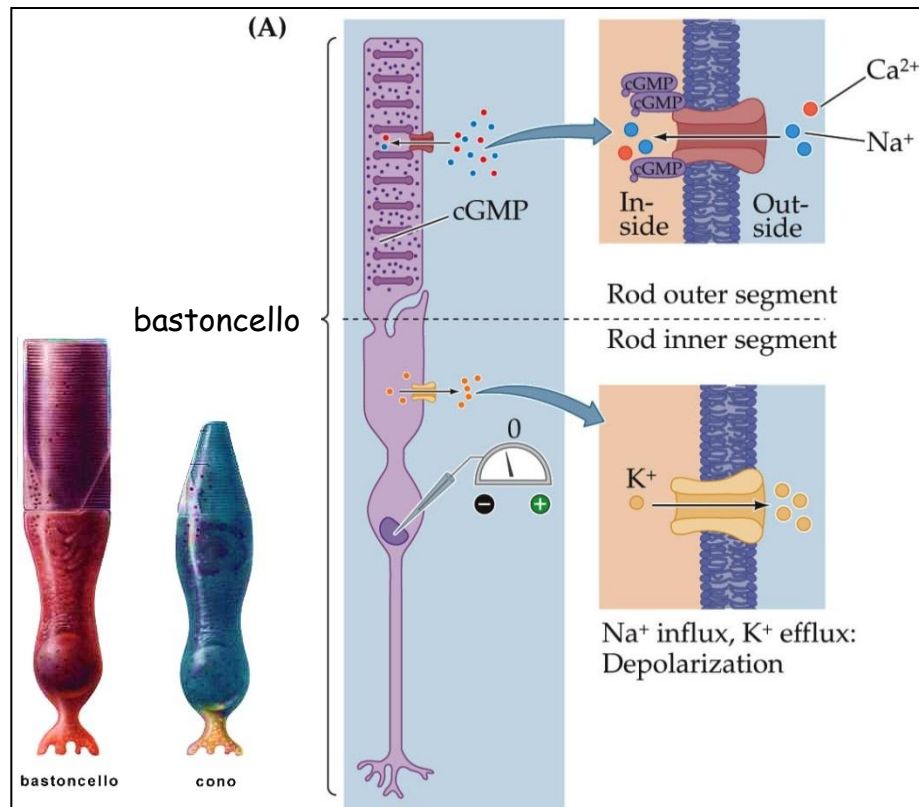 (A)
Ca²⁺
cGMP
cGMP
Na⁺
cGMP
cGMP
In-
side
Out-
side
Rod outer segment
bastoncello
Rod inner segment
0
K⁺
−
+
Na⁺ influx, K⁺ efflux:
Depolarization
bastoncello
cono